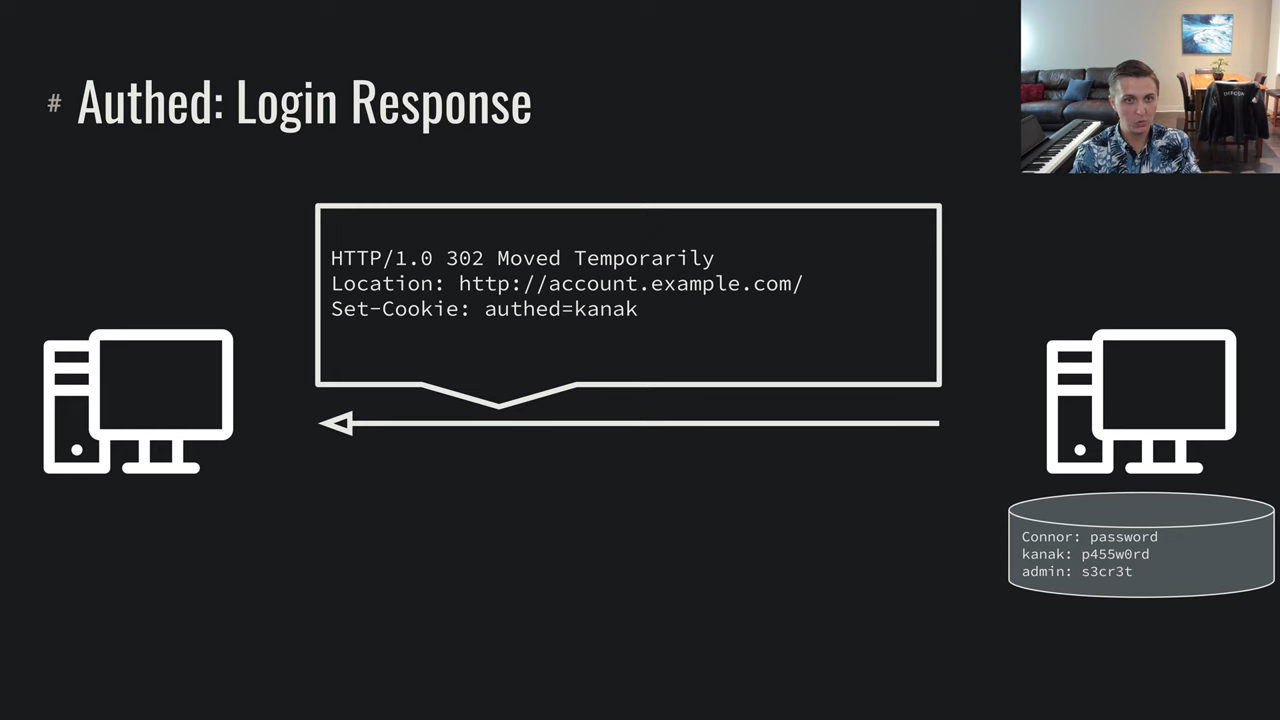 # Authed: Login Response
HTTP/1.0 302 Moved Temporarily
Location: http://account.example.com/
Set-Cookie: authed=kanak
Connor: password
kanak: p455w0rd
admin: s3cr3t
DEFCON